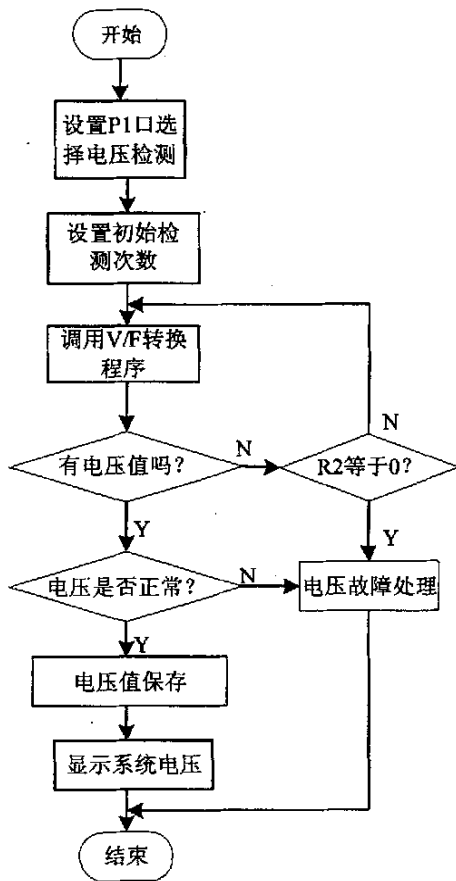 开始
设置P1口选
择电压检测
设置初始检
测次数
调用V/F转换
程序
N
有电压值吗?
N
R2等于0?
Y
Y
电压是否正常?
N
电压故障处理
Y
电压值保存
显示系统电压
结束